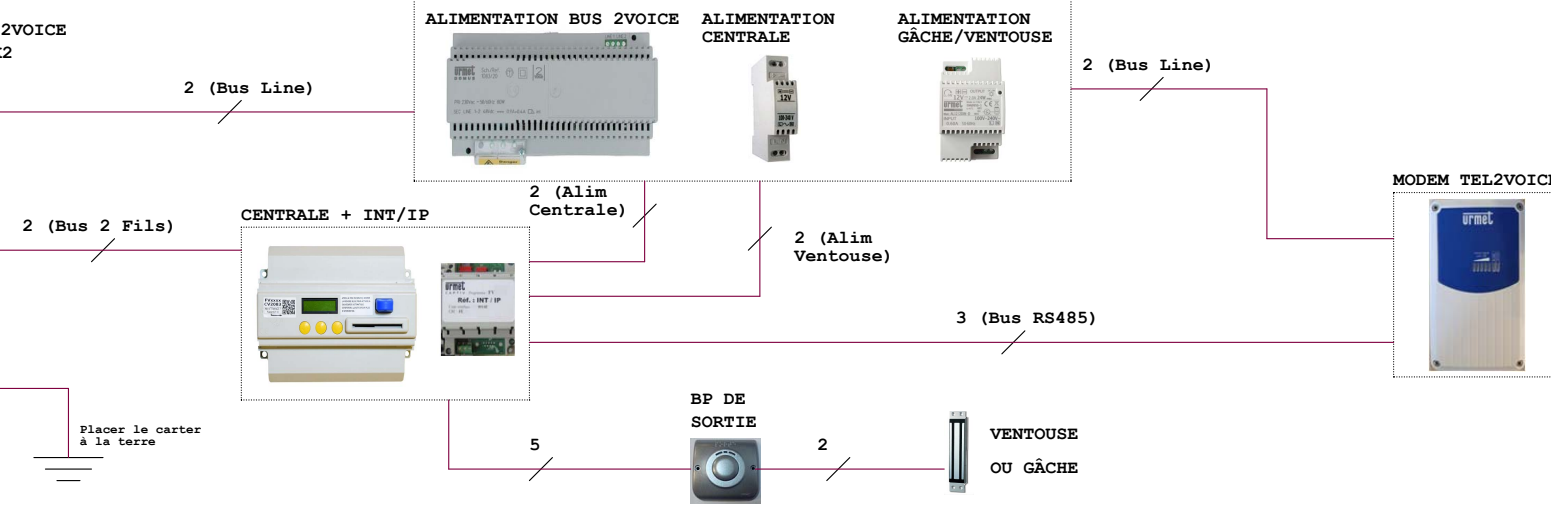 2VOICE
ALIMENTATION BUS 2VOICE
ALIMENTATION
CENTRALE
ALIMENTATION
GÂCHE/VENTOUSE
2 (Bus Line)
2 (Bus Line)
urmet
12V
urmet
12V
MODEM TEL2VOICE
urmet
2 (Alim
Centrale)
2 (Bus 2 Fils)
CENTRALE + INT/IP
2 (Alim
Ventouse)
urmet
Réf. : INT / IP
3 (Bus RS485)
BP DE
SORTIE
Placer le carter
à la terre
5
2
VENTOUSE
OU GÂCHE